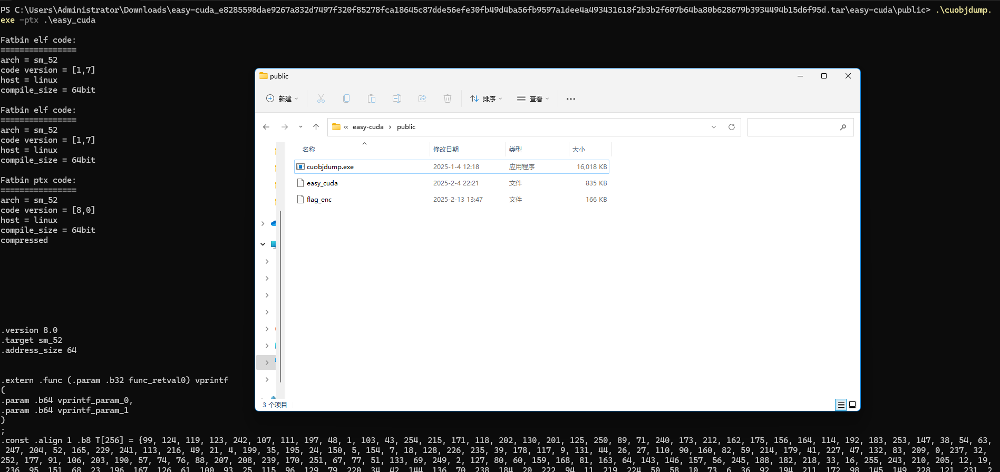 PS C:\Users\Administrator\Downloads\easy-cuda_e8285598dae9267a832d7497f320f85278fca18645c87dde56efe30fb49d4ba56fb9597a1dee4a493431618f2b3b2f607b64ba80b628679b3934494b15d6f95d.tar\easy-cuda\public> .\cuobjdump.
exe -ptx .\easy_cuda
Fatbin elf code:
================
arch = sm_52
code version = [1,7]
host = linux
compile_size = 64bit
Fatbin elf code:
================
arch = sm_52
code version = [1,7]
host = linux
compile_size = 64bit
Fatbin ptx code:
================
arch = sm_52
code version = [8,0]
host = linux
compile_size = 64bit
compressed
.version 8.0
.target sm_52
.address_size 64
.extern .func (.param .b32 func_retval0) vprintf
(
.param .b64 vprintf_param_0,
.param .b64 vprintf_param_1
)
;
.const .align 1 .b8 T[256] = {99, 124, 119, 123, 242, 107, 111, 197, 48, 1, 103, 43, 254, 215, 171, 118, 202, 130, 201, 125, 250, 89, 71, 240, 173, 212, 162, 175, 156, 164, 114, 192, 183, 253, 147, 38, 54, 63,
247, 204, 52, 165, 229, 241, 113, 216, 49, 21, 4, 199, 35, 195, 24, 150, 5, 154, 7, 18, 128, 226, 235, 39, 178, 117, 9, 131, 44, 26, 27, 110, 90, 160, 82, 59, 214, 179, 41, 227, 47, 132, 83, 209, 0, 237, 32,
252, 177, 91, 106, 203, 190, 57, 74, 76, 88, 207, 208, 239, 170, 251, 67, 77, 51, 133, 69, 249, 2, 127, 80, 60, 159, 168, 81, 163, 64, 143, 146, 157, 56, 245, 188, 182, 218, 33, 16, 255, 243, 210, 205, 12, 19,
236, 95, 151, 68, 23, 196, 167, 126, 61, 100, 93, 25, 115, 96, 129, 79, 220, 34, 42, 144, 136, 70, 238, 184, 20, 222, 94, 11, 219, 224, 50, 58, 10, 73, 6, 36, 92, 194, 211, 172, 98, 145, 149, 228, 121, 231, 2
public
新建
排序
查看
easy-cuda
public
名称
修改日期
类型
大小
cuobjdump.exe
2025-1-4 12:18
应用程序
16,018 KB
easy_cuda
2025-2-4 22:21
文件
835 KB
flag_enc
2025-2-13 13:47
文件
166 KB
3 个项目